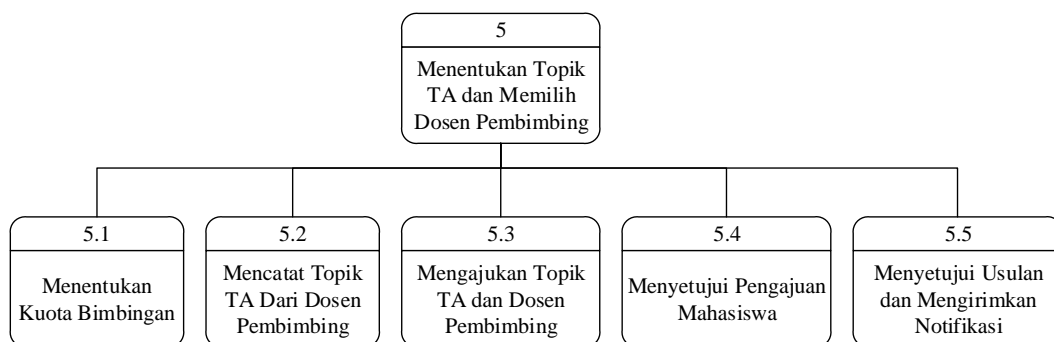 5
Menentukan Topik
TA dan Memilih
Dosen Pembimbing
5.1
Menentukan
Kuota Bimbingan
5.2
Mencatat Topik
TA Dari Dosen
Pembimbing
5.3
Mengajukan Topik
TA dan Dosen
Pembimbing
5.4
Menyetujui Pengajuan
Mahasiswa
5.5
Menyetujui Usulan
dan Mengirimkan
Notifikasi